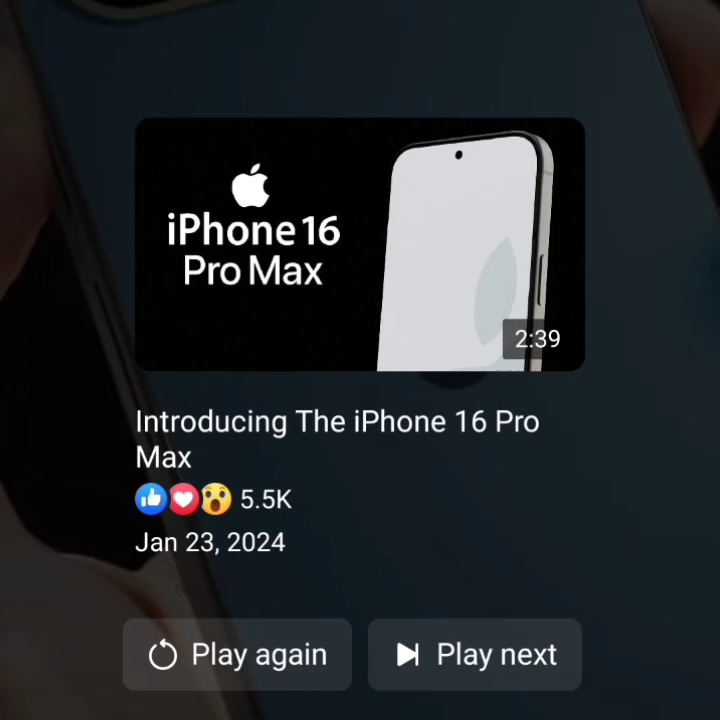 iPhone 16
Pro Max
2:39
Introducing The iPhone 16 Pro
Max
5.5K
Jan 23, 2024
Play again
Play next